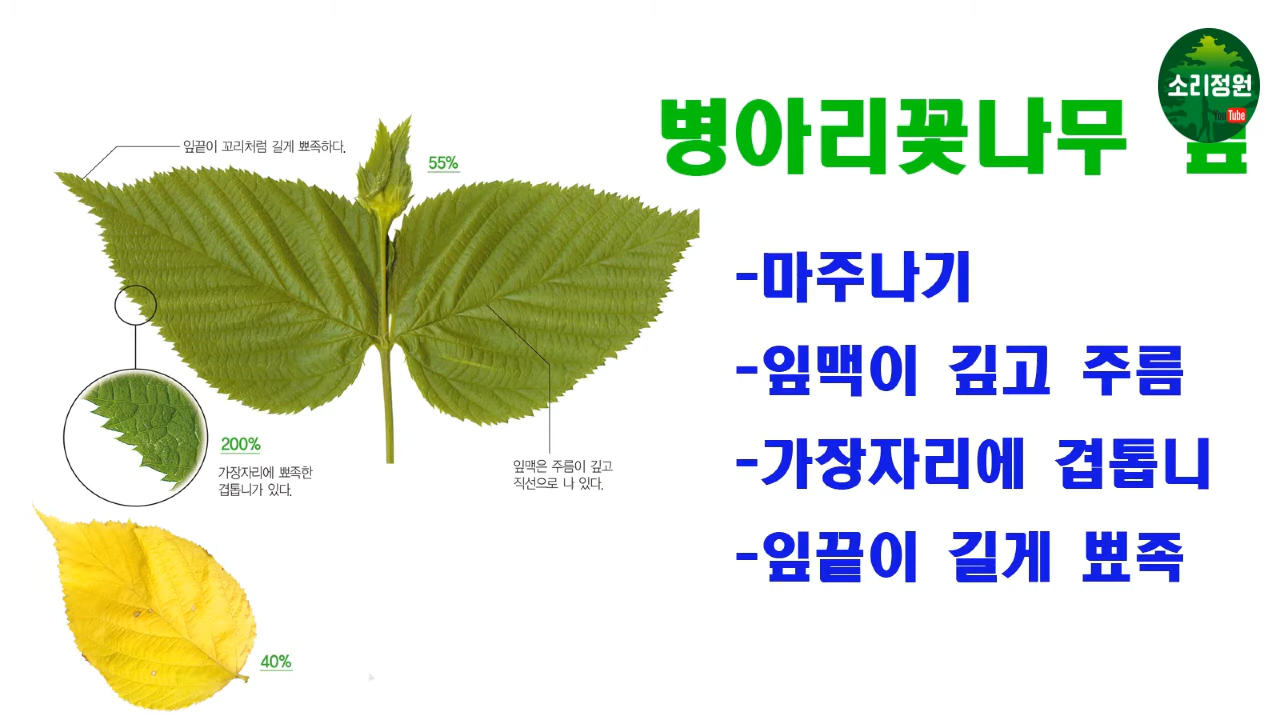 병아리꽃나무 잎
소리정원
YouTube
잎끝이 꼬리처럼 길게 뾰족하다.
55%
-마주나기
-잎맥이 깊고 주름
-가장자리에 겹톱니
-잎끝이 길게 뾰족
200%
가장자리에 뾰족한
겹톱니가 있다.
잎맥은 주름이 깊고
직선으로 나 있다.
40%